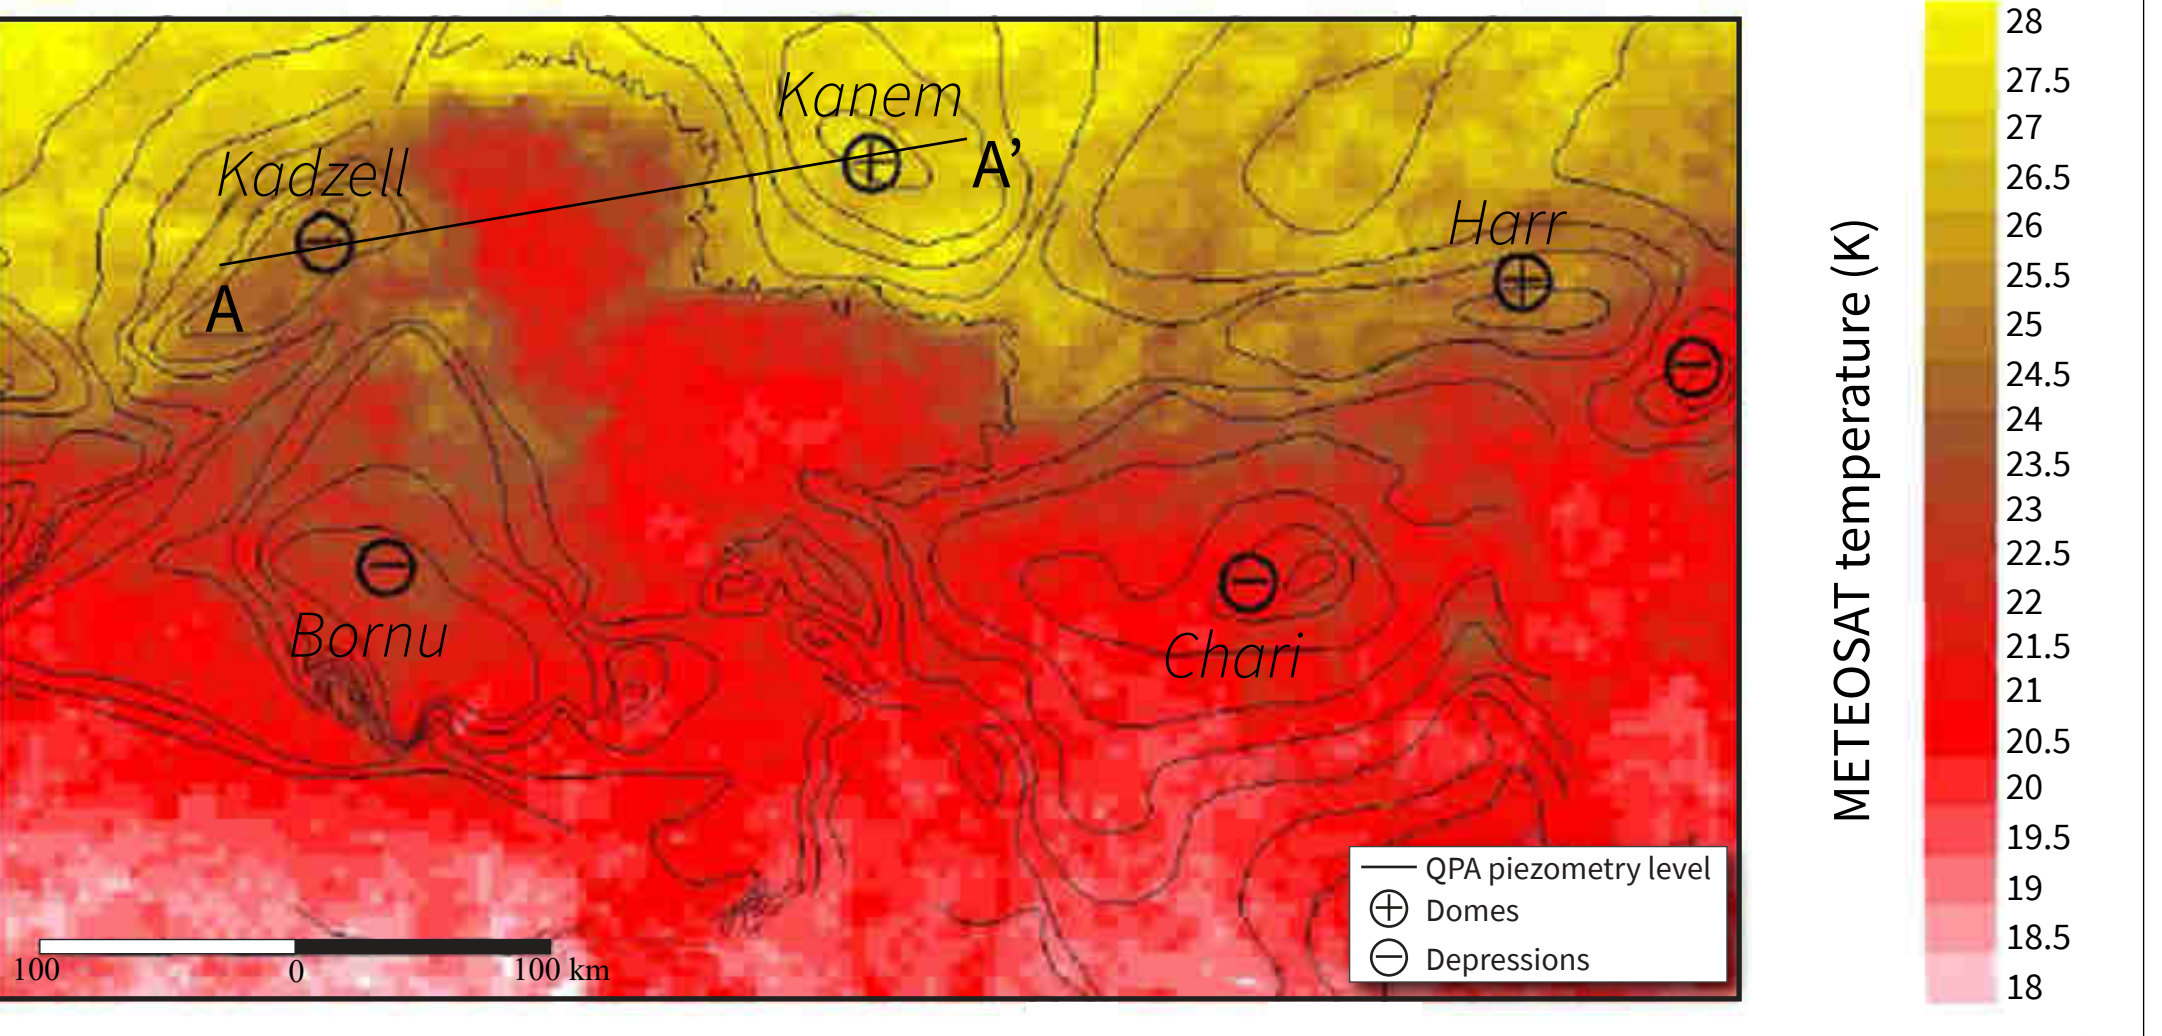 Kanem
A’
Kadzell
A
Harr
Bornu
Chari
QPA piezometry level
Domes
Depressions
100 0 100 km
METEOSAT temperature (K)
28
27.5
27
26.5
26
25.5
25
24.5
24
23.5
23
22.5
22
21.5
21
20.5
20
19.5
19
18.5
18